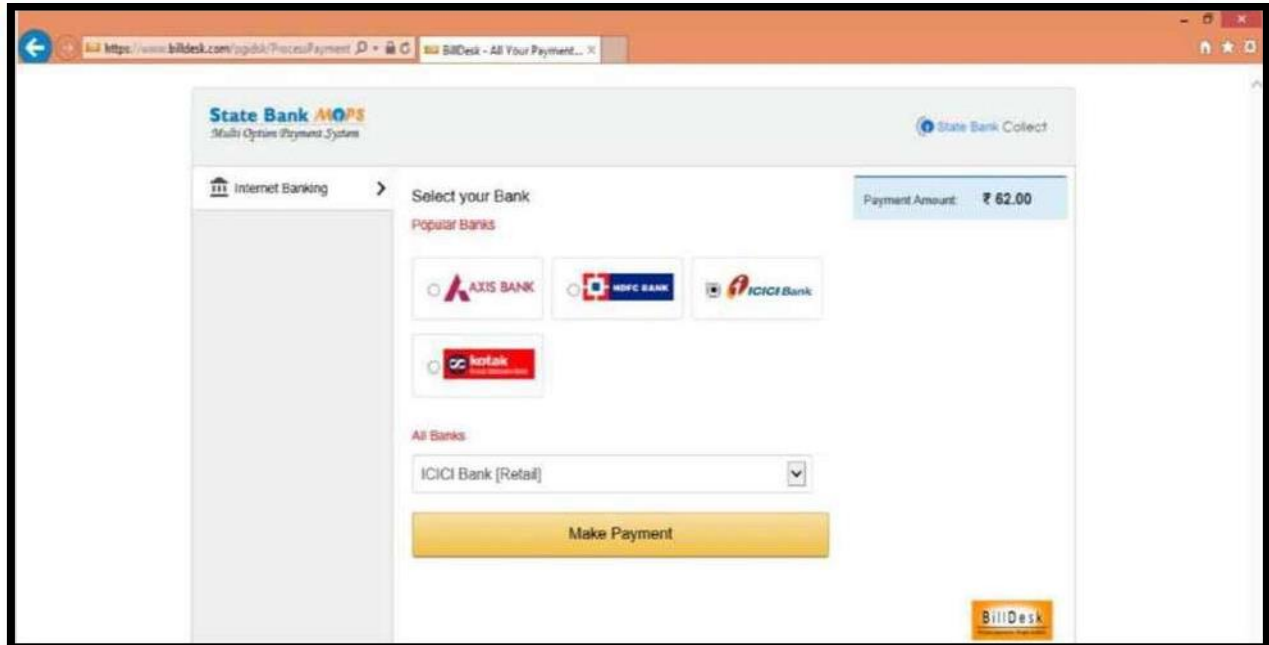 https://www.billdesk.com/pgidsk/ProcessPayment
BillDesk - All Your Payment...
State Bank MOPS
Multi Option Payment System
State Bank Collect
Internet Banking
Select your Bank
Popular Banks
Payment Amount: ₹ 62.00
AXIS BANK
HDFC BANK
ICICI Bank
kotak
All Banks
ICICI Bank [Retail]
Make Payment
BillDesk